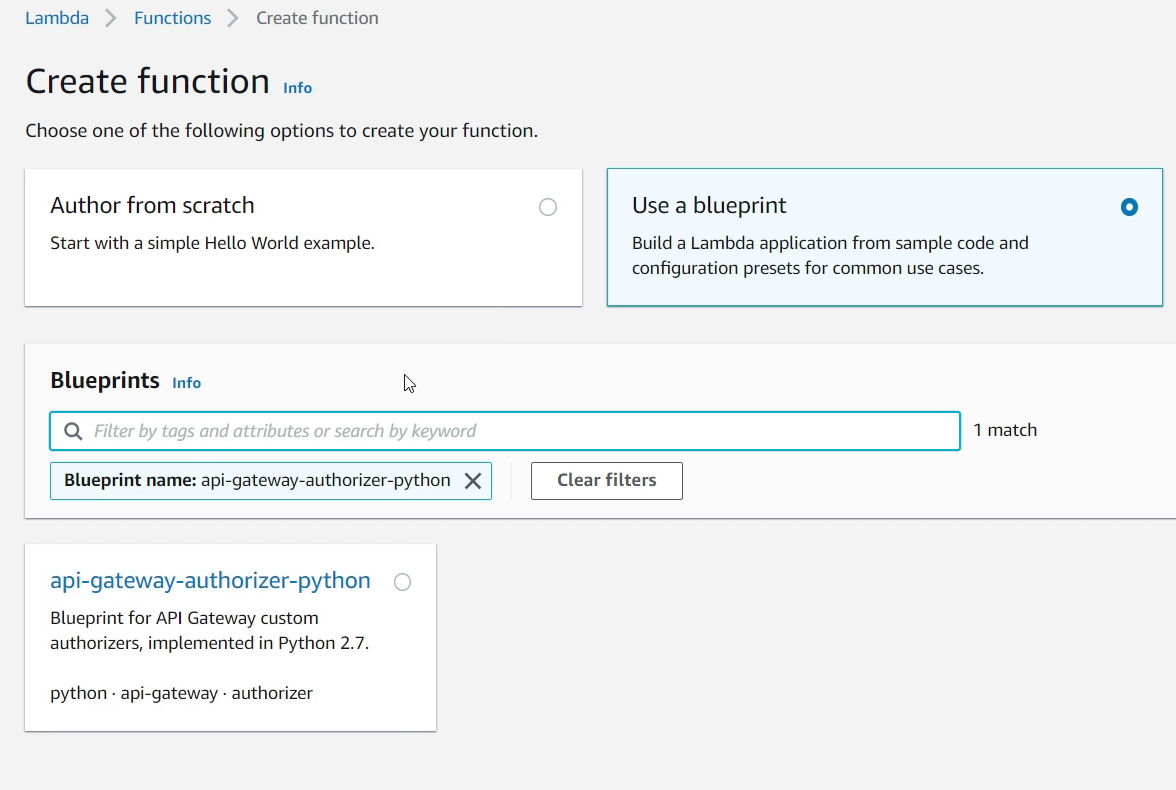 Lambda Functions Create function
Create function Info
Choose one of the following options to create your function.
Author from scratch
Start with a simple Hello World example.
Use a blueprint
Build a Lambda application from sample code and
configuration presets for common use cases.
Blueprints Info
Filter by tags and attributes or search by keyword
1 match
Blueprint name: api-gateway-authorizer-python
Clear filters
api-gateway-authorizer-python
Blueprint for API Gateway custom
authorizers, implemented in Python 2.7.
python · api-gateway · authorizer